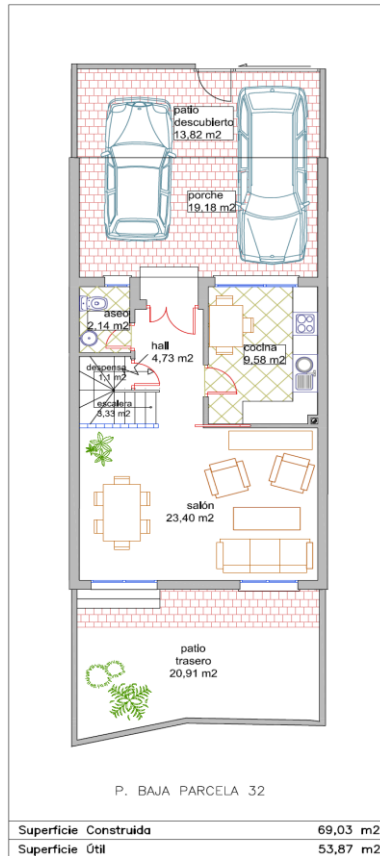 patio
descubierto
13,82 m2
porche
19,18 m2
aseo
2,14 m2
hall
4,73 m2
cocina
9,58 m2
despensa
1,1 m2
escalera
3,33 m2
salón
23,40 m2
patio
trasero
20,91 m2
P. BAJA PARCELA 32
Superficie Construida 69,03 m2
Superficie Útil 53,87 m2